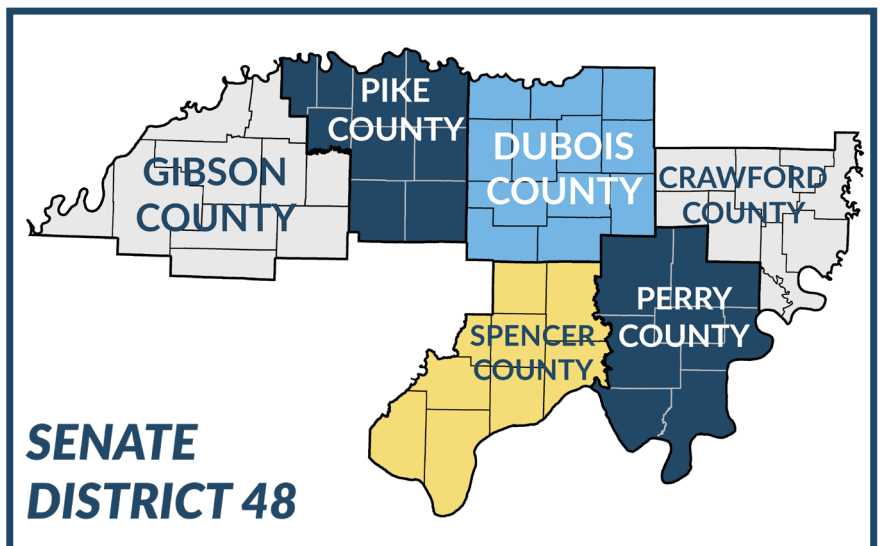 PIKE
COUNTY
DUBOIS
COUNTY
GIBSON
COUNTY
CRAWFORD
COUNTY
PERRY
COUNTY
SPENCER
COUNTY
SENATE
DISTRICT 48